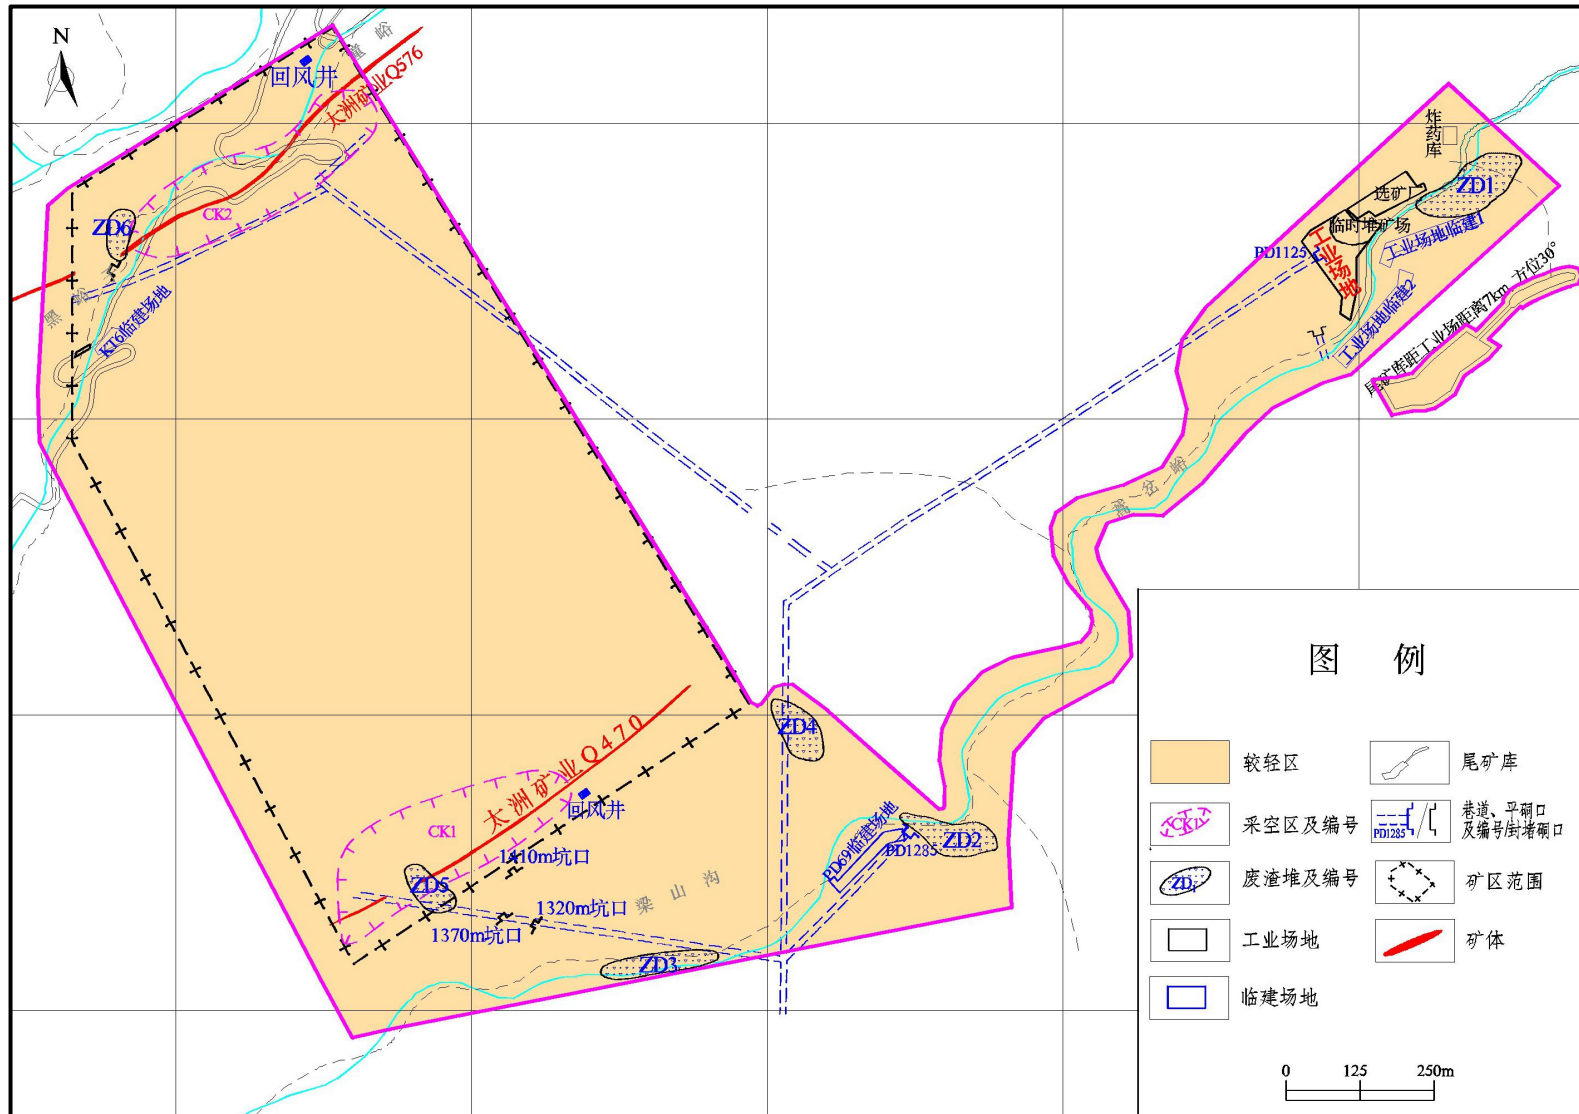 N
回风井
峪
太洲矿业Q576
炸药库
ZD1
选矿厂
临时堆矿场
工业场地
工业场地临建1
PD1125
工业场地临建2
尾矿库距工业场距离7km 方位30°
CK2
ZD6
黑峪
KT6临建场地
岔峪
图 例
较轻区
尾矿库
CK1
采空区及编号
PD1285
巷道、平硐口
及编号/封堵硐口
ZD1
废渣堆及编号
矿区范围
工业场地
矿体
临建场地
0 125 250m
ZD4
太洲矿业Q470
回风井
CK1
PD69临建场地
PD1285
ZD2
1410m坑口
ZD5
梁山沟
1320m坑口
1370m坑口
ZD3